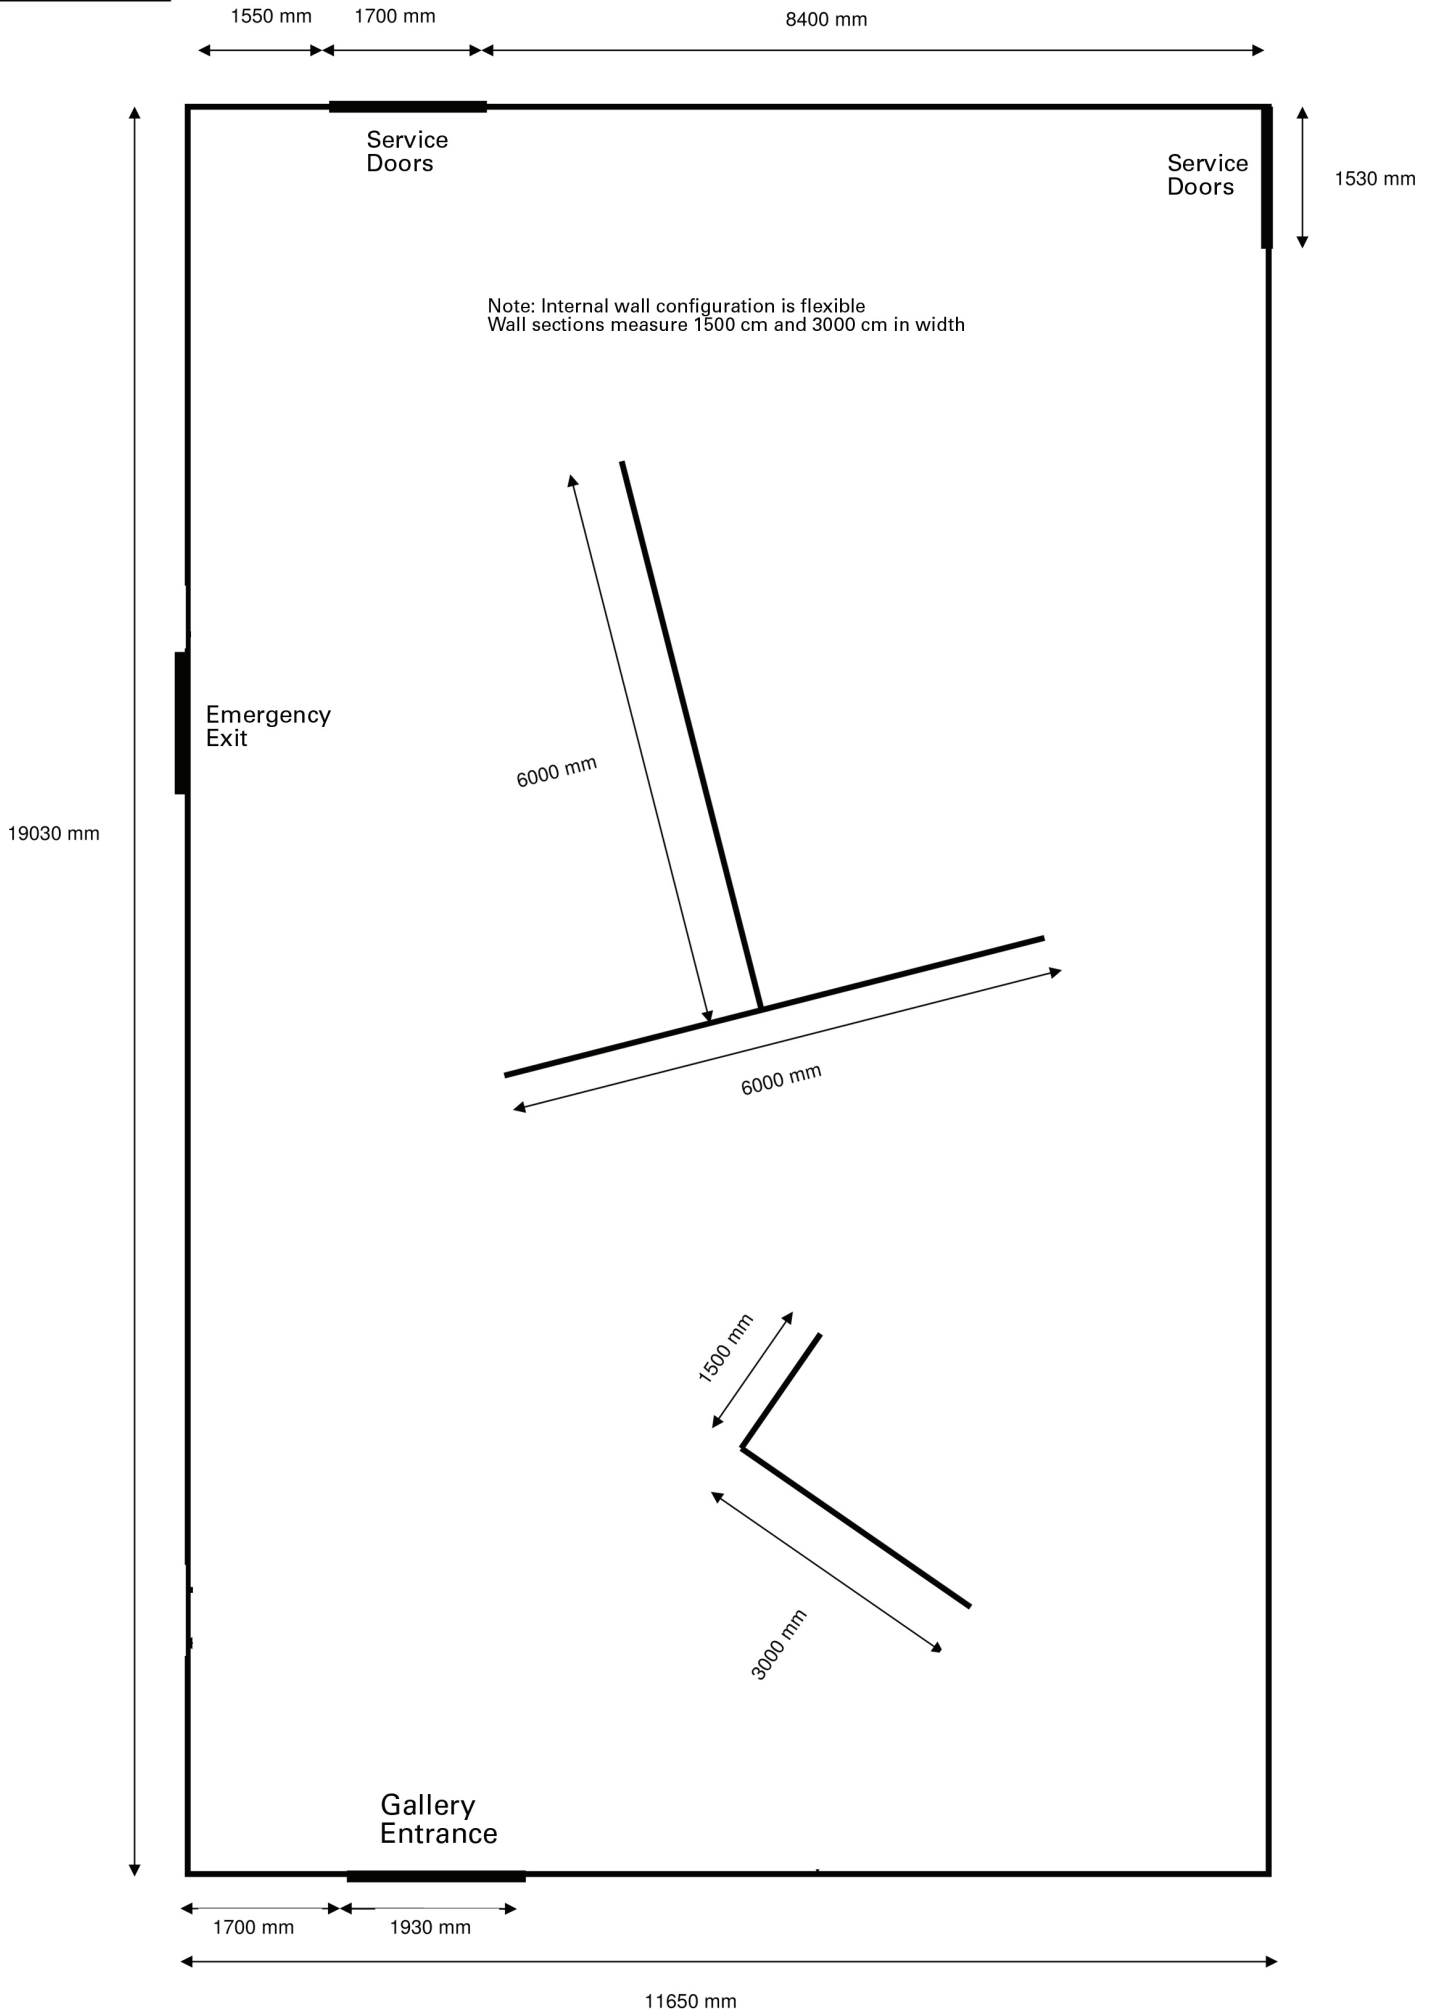 1550 mm
1700 mm
8400 mm
Service
Doors
Service
Doors
1530 mm
Note: Internal wall configuration is flexible
Wall sections measure 1500 cm and 3000 cm in width
Emergency
Exit
6000 mm
19030 mm
6000 mm
1500 mm
3000 mm
Gallery
Entrance
1700 mm
1930 mm
11650 mm